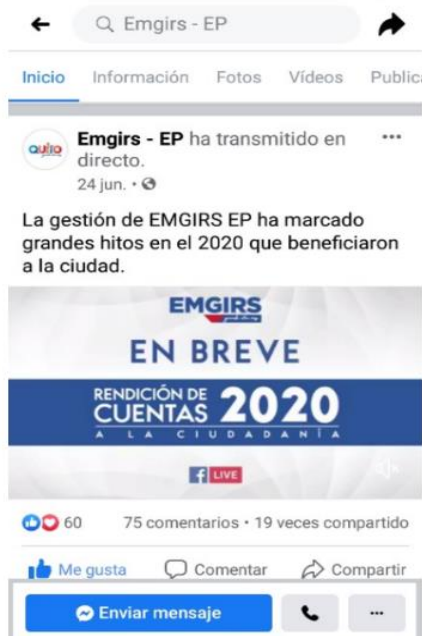 Emgirs - EP
Inicio Información Fotos Vídeos Public
Quito
Emgirs - EP ha transmitido en
directo.
24 jun.
La gestión de EMGIRS EP ha marcado
grandes hitos en el 2020 que beneficiaron
a la ciudad.
EMGIRS
EN BREVE
RENDICIÓN DE
CUENTAS 2020
A LA CIUDADANÍA
f LIVE
60 75 comentarios • 19 veces compartido
Me gusta Comentar Compartir
Enviar mensaje